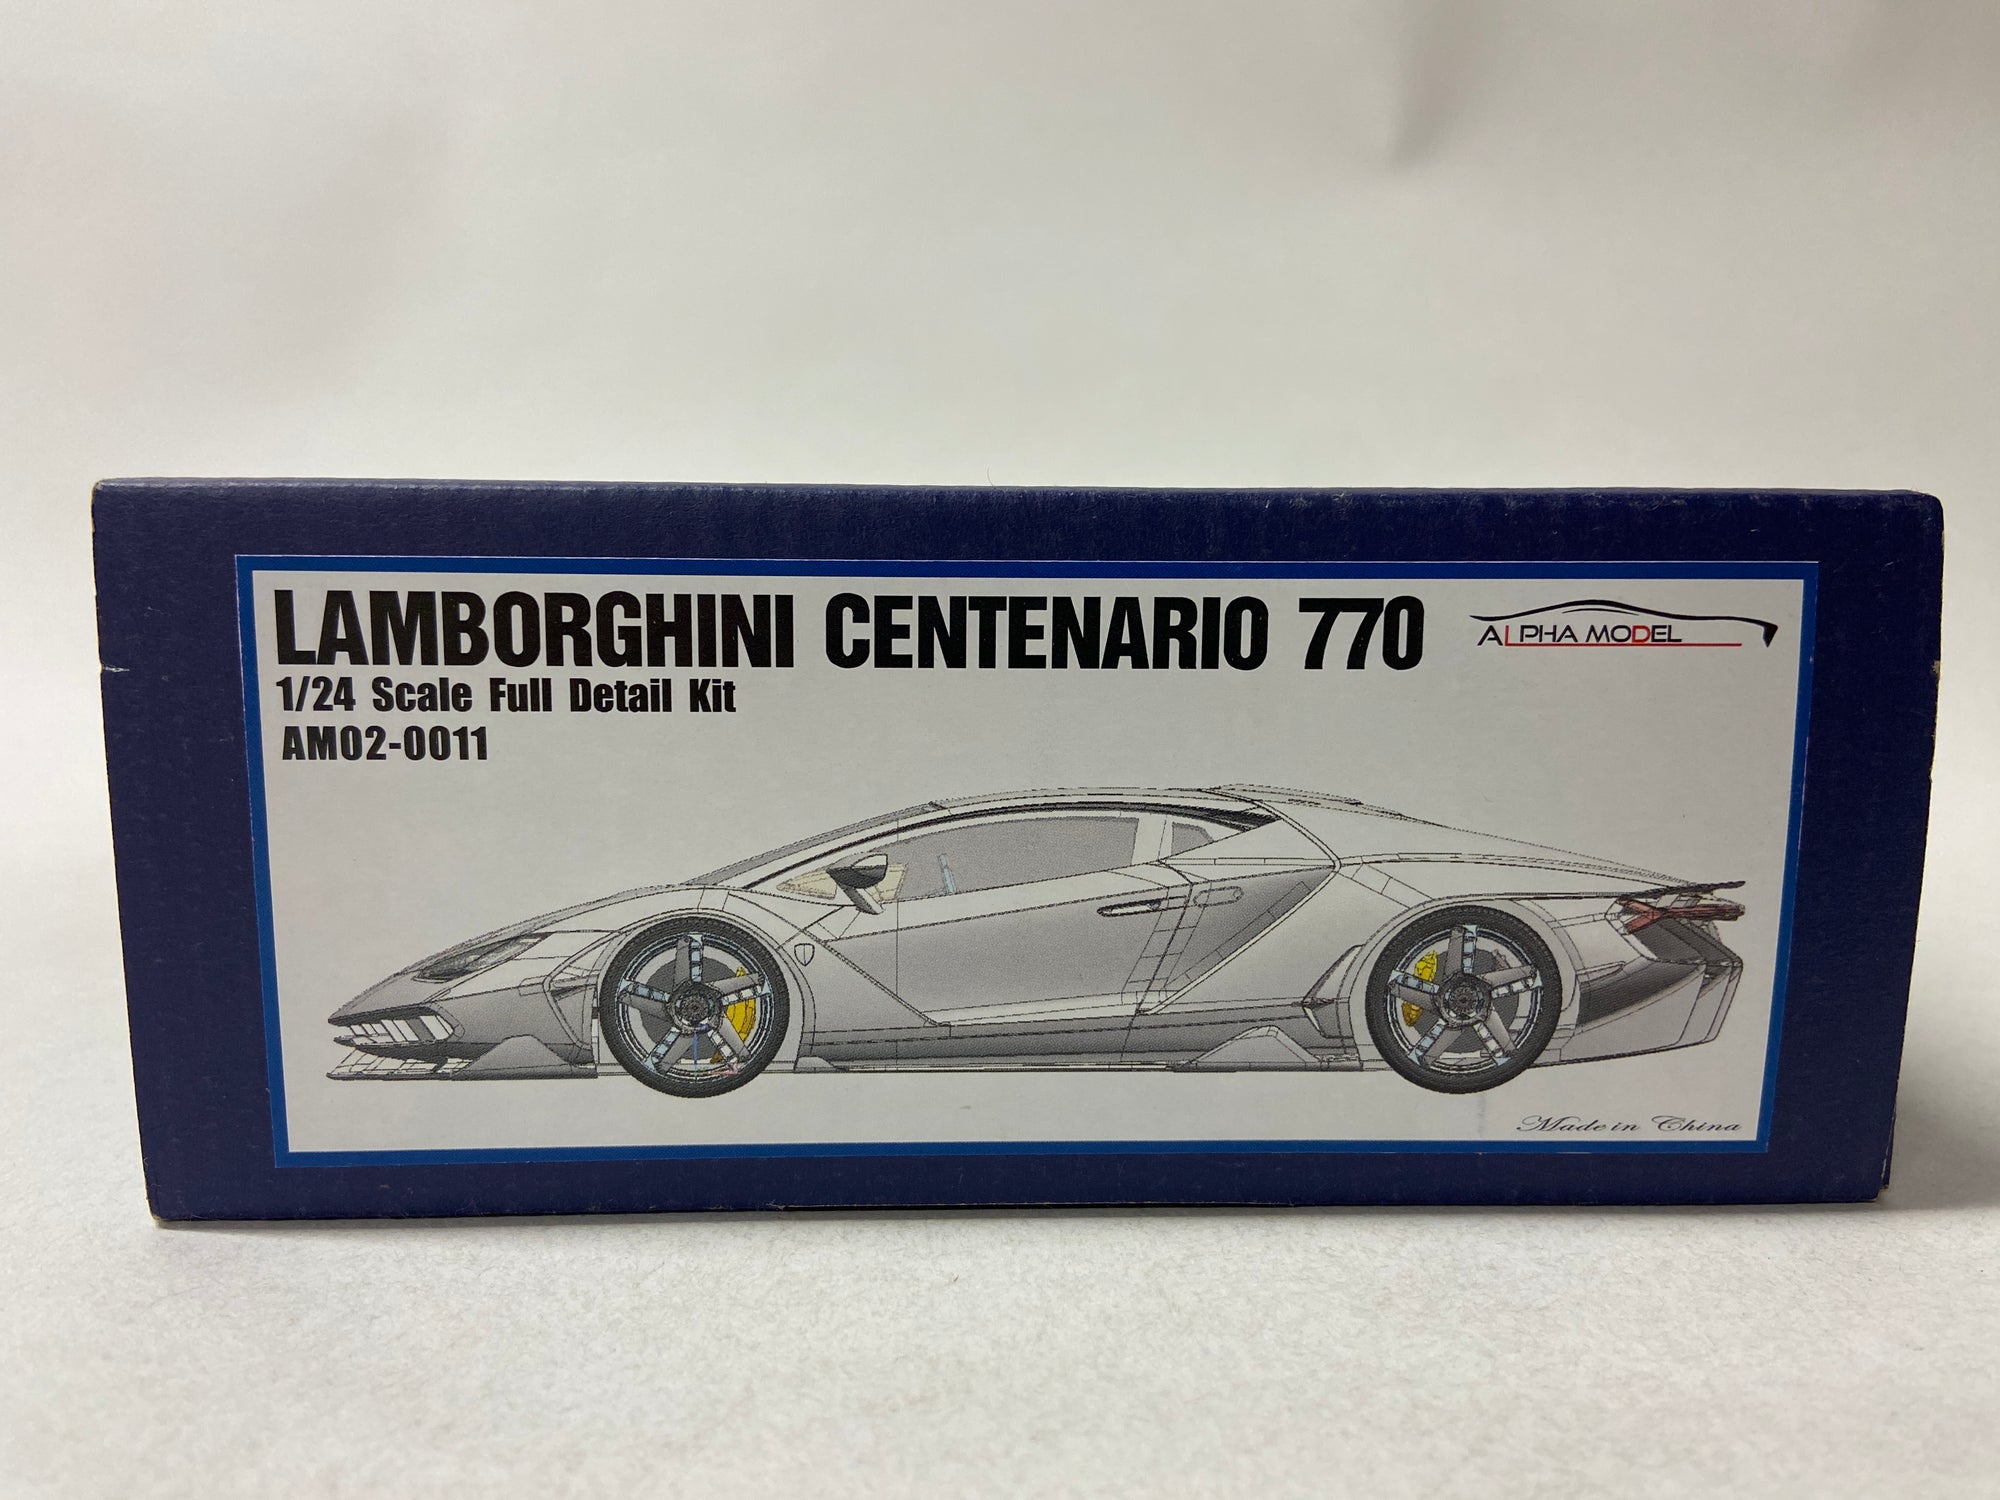 LAMBORGHINI CENTENARIO 770
ALPHA MODEL
1/24 Scale Full Detail Kit
AM02-0011
Made in China